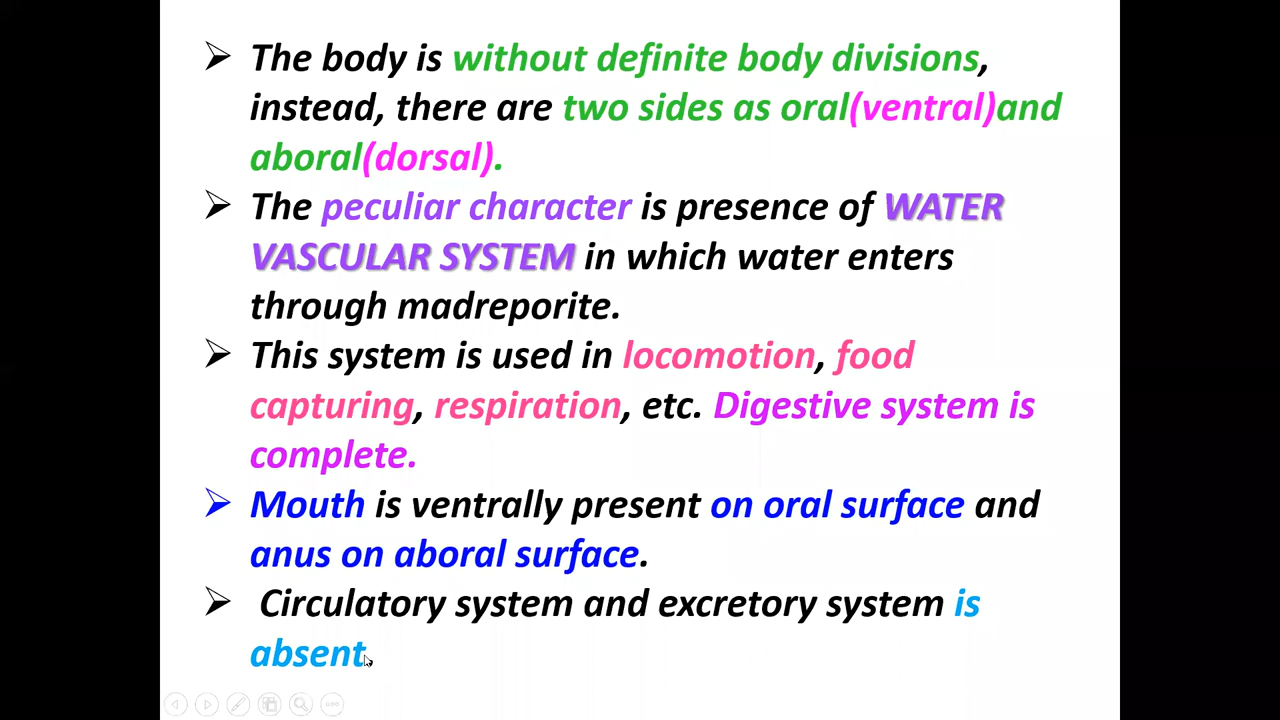 ➢ The body is without definite body divisions,
instead, there are two sides as oral(ventral)and
aboral(dorsal).
➢ The peculiar character is presence of WATER
VASCULAR SYSTEM in which water enters
through madreporite.
➢ This system is used in locomotion, food
capturing, respiration, etc. Digestive system is
complete.
➢ Mouth is ventrally present on oral surface and
anus on aboral surface.
➢ Circulatory system and excretory system is
absent.